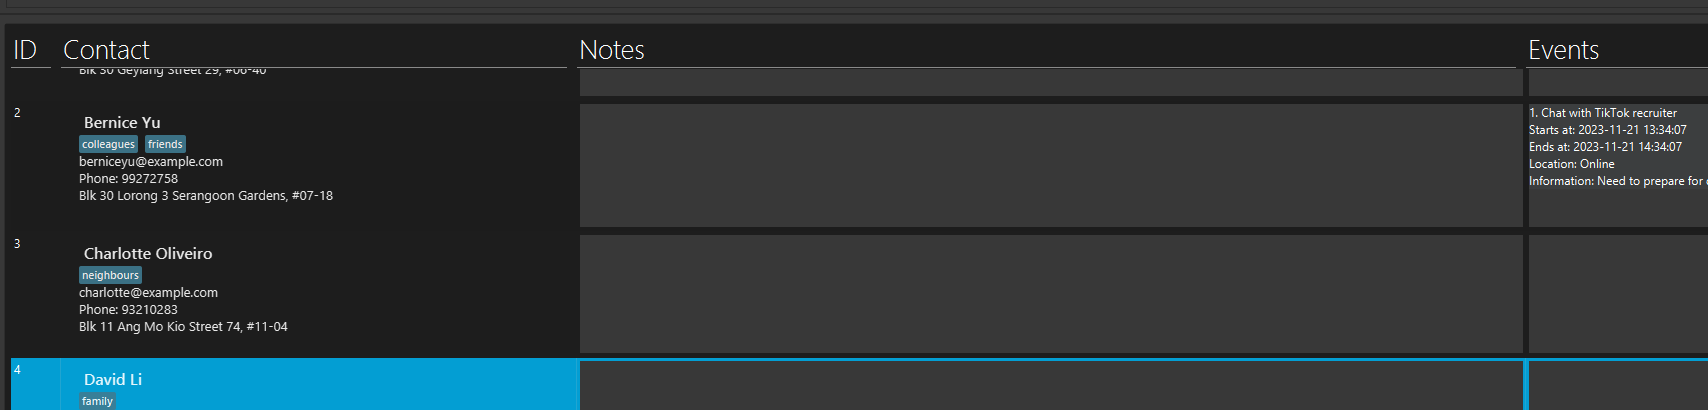 ID Contact Notes Events
Blk 30 Geylang Street 29, #06-40
2
Bernice Yu
colleagues friends
berniceyu@example.com
Phone: 99272758
Blk 30 Lorong 3 Serangoon Gardens, #07-18
1. Chat with TikTok recruiter
Starts at: 2023-11-21 13:34:07
Ends at: 2023-11-21 14:34:07
Location: Online
Information: Need to prepare for
3
Charlotte Oliveiro
neighbours
charlotte@example.com
Phone: 93210283
Blk 11 Ang Mo Kio Street 74, #11-04
4
David Li
family